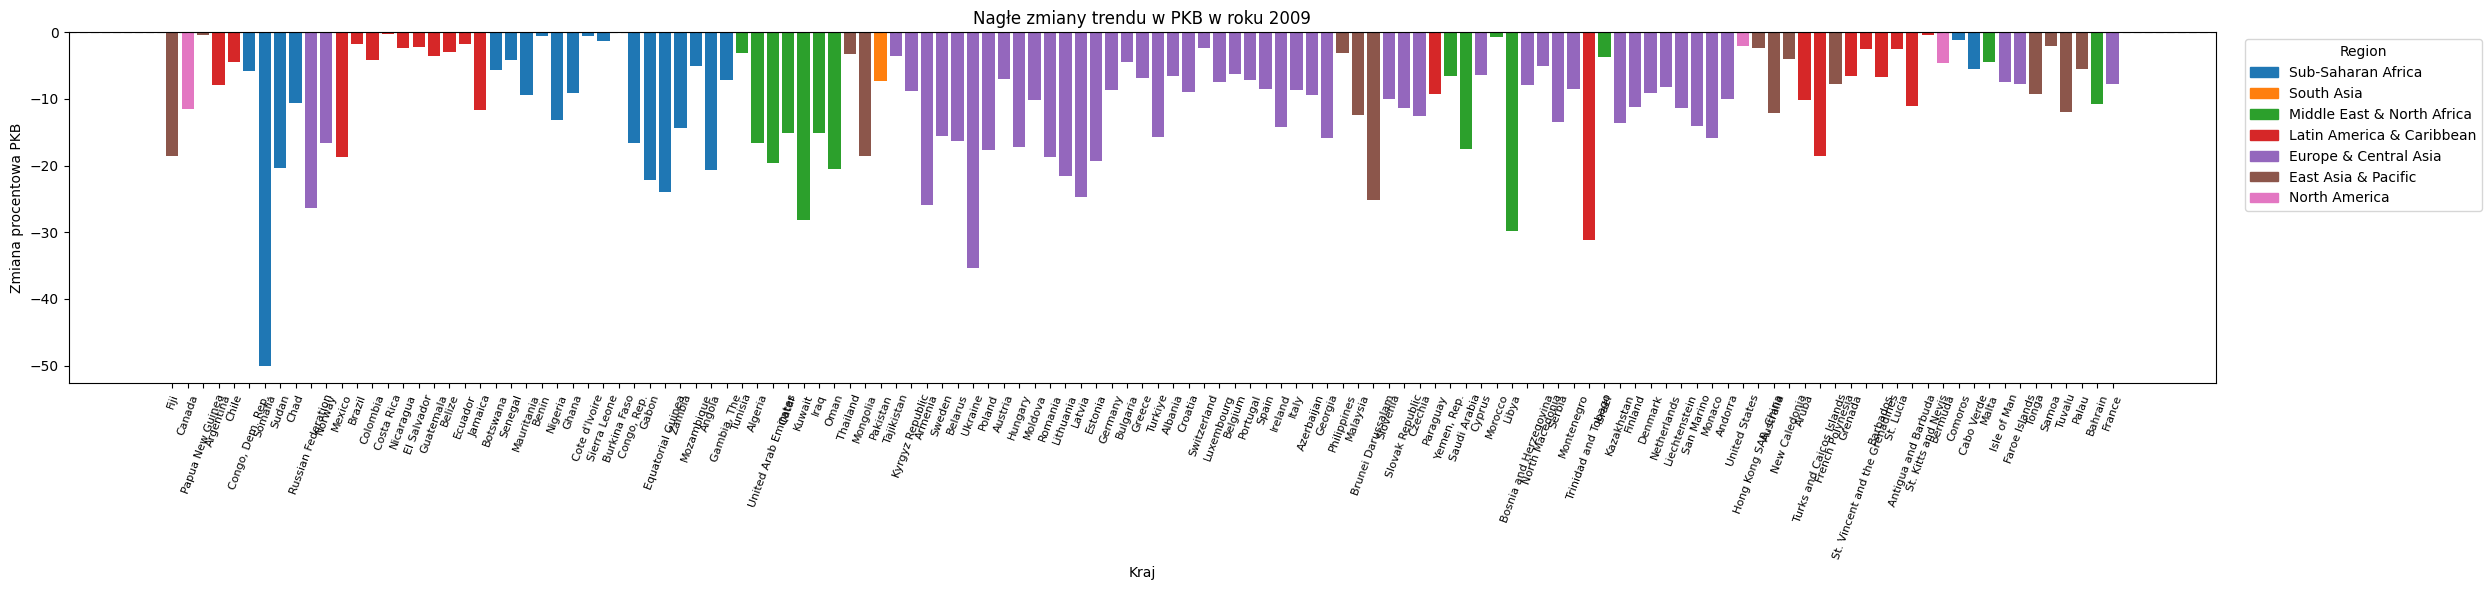 Nagłe zmiany trendu w PKB w roku 2009
Zmiana procentowa PKB
0
−10
−20
−30
−40
−50
Region
Sub-Saharan Africa
South Asia
Middle East & North Africa
Latin America & Caribbean
Europe & Central Asia
East Asia & Pacific
North America
Fiji
Canada
Papua New Guinea
Argentina
Chile
Congo, Dem. Rep.
Somalia
Sudan
Chad
Russian Federation
Norway
Mexico
Brazil
Colombia
Costa Rica
Nicaragua
El Salvador
Guatemala
Belize
Ecuador
Jamaica
Botswana
Senegal
Mauritania
Benin
Nigeria
Ghana
Cote d'Ivoire
Sierra Leone
Burkina Faso
Congo, Rep.
Gabon
Equatorial Guinea
Zambia
Mozambique
Angola
Gambia, The
Tunisia
Algeria
United Arab Emirates
Qatar
Kuwait
Iraq
Oman
Thailand
Mongolia
Pakistan
Tajikistan
Kyrgyz Republic
Armenia
Sweden
Belarus
Ukraine
Poland
Austria
Hungary
Moldova
Romania
Lithuania
Latvia
Estonia
Germany
Bulgaria
Greece
Turkiye
Albania
Croatia
Switzerland
Luxembourg
Belgium
Portugal
Spain
Ireland
Italy
Azerbaijan
Georgia
Philippines
Malaysia
Brunei Darussalam
Slovenia
Slovak Republic
Czechia
Paraguay
Yemen, Rep.
Saudi Arabia
Cyprus
Morocco
Libya
Bosnia and Herzegovina
North Macedonia
Serbia
Montenegro
Trinidad and Tobago
Israel
Kazakhstan
Finland
Denmark
Netherlands
Liechtenstein
San Marino
Monaco
Andorra
United States
Hong Kong SAR, China
Australia
New Caledonia
Aruba
Turks and Caicos Islands
French Polynesia
Grenada
Barbados
St. Vincent and the Grenadines
St. Lucia
Antigua and Barbuda
St. Kitts and Nevis
Bermuda
Comoros
Cabo Verde
Malta
Isle of Man
Faroe Islands
Tonga
Samoa
Tuvalu
Palau
Bahrain
France
Kraj